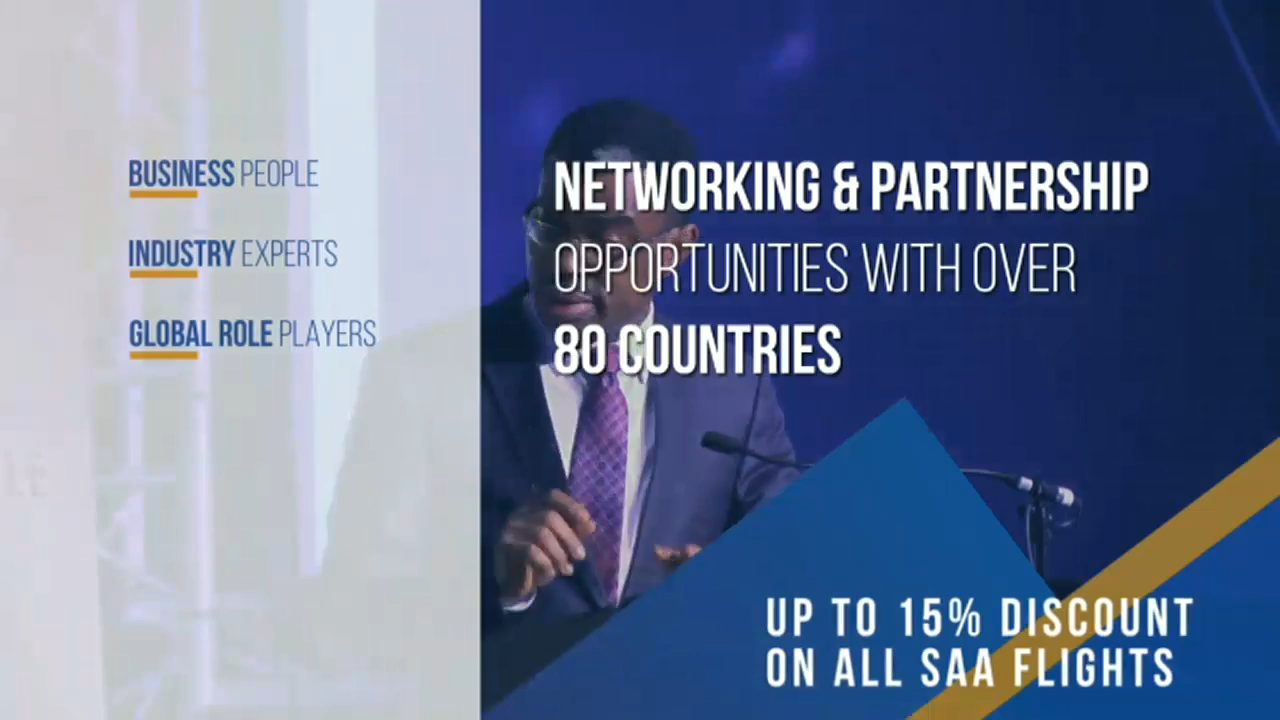 BUSINESS PEOPLE
INDUSTRY EXPERTS
GLOBAL ROLE PLAYERS
NETWORKING & PARTNERSHIP
OPPORTUNITIES WITH OVER
80 COUNTRIES
UP TO 15% DISCOUNT
ON ALL SAA FLIGHTS